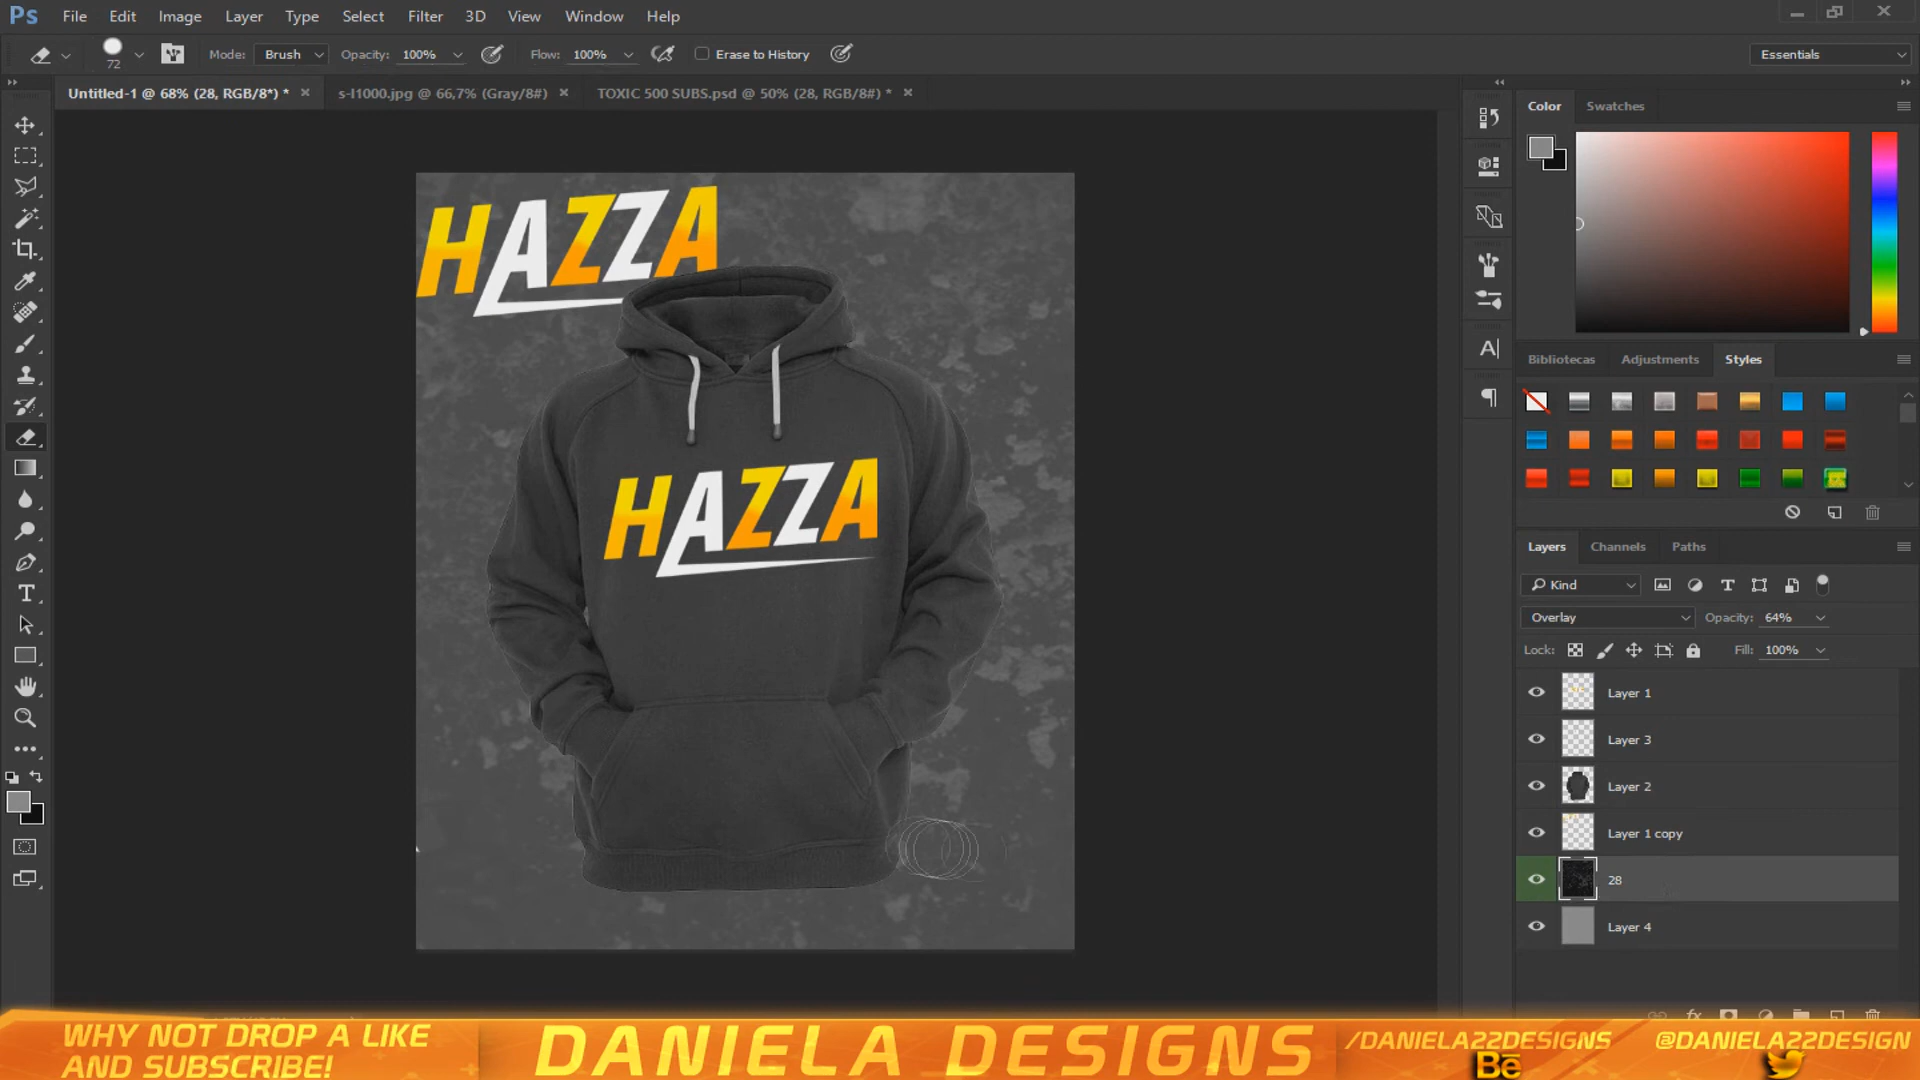 Ps File Edit Image Layer Type Select Filter 3D View Window Help
72 Mode: Brush Opacity: 100% Flow: 100% Erase to History Essentials
Untitled-1 @ 68% (28, RGB/8*) * s-l1000.jpg @ 66,7% (Gray/8#) TOXIC 500 SUBS.psd @ 50% (28, RGB/8#) *
Color Swatches
HAZZA
HAZZA
Bibliotecas Adjustments Styles
Layers Channels Paths
Kind
Overlay Opacity: 64%
Lock: Fill: 100%
Layer 1
Layer 3
Layer 2
Layer 1 copy
28
Layer 4
WHY NOT DROP A LIKE
AND SUBSCRIBE!
DANIELA DESIGNS
/DANIELA22DESIGNS
Bē
@DANIELA22DESIGN